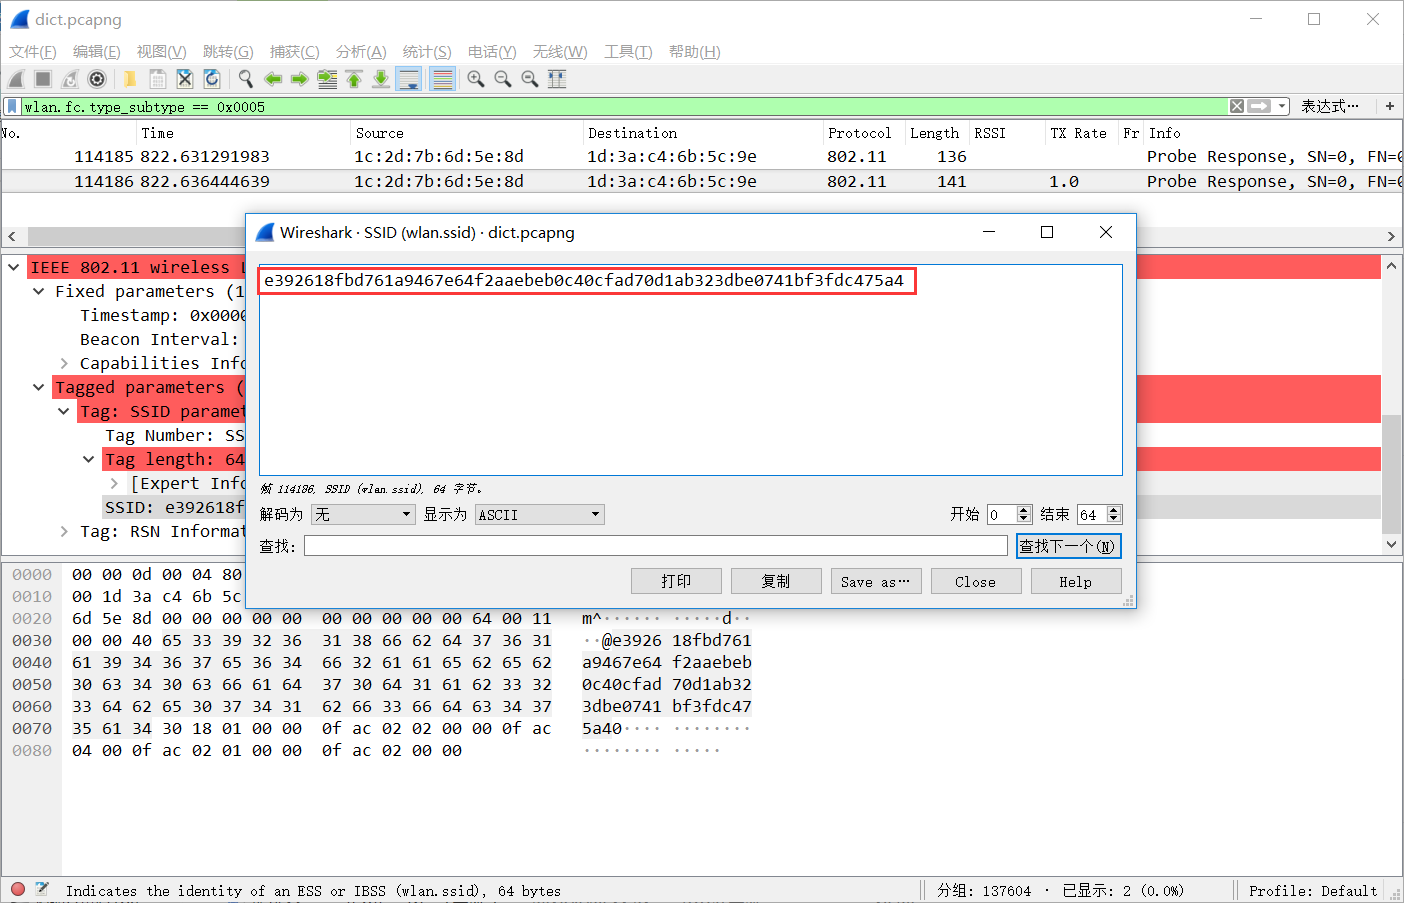 dict.pcapng
文件(F) 编辑(E) 视图(V) 跳转(G) 捕获(C) 分析(A) 统计(S) 电话(Y) 无线(W) 工具(T) 帮助(H)
wlan.fc.type_subtype == 0x0005 表达式… +
No. Time Source Destination Protocol Length RSSI TX Rate Fr Info
114185 822.631291983 1c:2d:7b:6d:5e:8d 1d:3a:c4:6b:5c:9e 802.11 136 Probe Response, SN=0, FN=0
114186 822.636444639 1c:2d:7b:6d:5e:8d 1d:3a:c4:6b:5c:9e 802.11 141 1.0 Probe Response, SN=0, FN=0
Wireshark · SSID (wlan.ssid) · dict.pcapng
e392618fbd761a9467e64f2aaebeb0c40cfad70d1ab323dbe0741bf3fdc475a4
帧 114186, SSID (wlan.ssid), 64 字节。
解码为 无 显示为 ASCII 开始 0 结束 64
查找: 查找下一个(N)
打印 复制 Save as… Close Help
IEEE 802.11 wireless L
Fixed parameters (1
Timestamp: 0x0000
Beacon Interval:
Capabilities Info
Tagged parameters (
Tag: SSID paramet
Tag Number: SS
Tag length: 64
[Expert Info
SSID: e392618f
Tag: RSN Informat
0000 00 00 0d 00 04 80
0010 00 1d 3a c4 6b 5c
0020 6d 5e 8d 00 00 00 00 00 00 00 00 00 00 64 00 11 m^······ ·····d··
0030 00 00 40 65 33 39 32 36 31 38 66 62 64 37 36 31 ··@e3926 18fbd761
0040 61 39 34 36 37 65 36 34 66 32 61 61 65 62 65 62 a9467e64 f2aaebeb
0050 30 63 34 30 63 66 61 64 37 30 64 31 61 62 33 32 0c40cfad 70d1ab32
0060 33 64 62 65 30 37 34 31 62 66 33 66 64 63 34 37 3dbe0741 bf3fdc47
0070 35 61 34 30 18 01 00 00 0f ac 02 02 00 00 0f ac 5a40···· ········
0080 04 00 0f ac 02 01 00 00 0f ac 02 00 00 ········ ·····
Indicates the identity of an ESS or IBSS (wlan.ssid), 64 bytes 分组: 137604 · 已显示: 2 (0.0%) Profile: Default